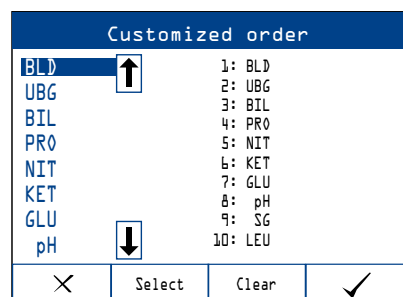 Customized order
BLD
UBG
BIL
PRO
NIT
KET
GLU
pH
1: BLD
2: UBG
3: BIL
4: PRO
5: NIT
6: KET
7: GLU
8: pH
9: SG
10: LEU
Select
Clear